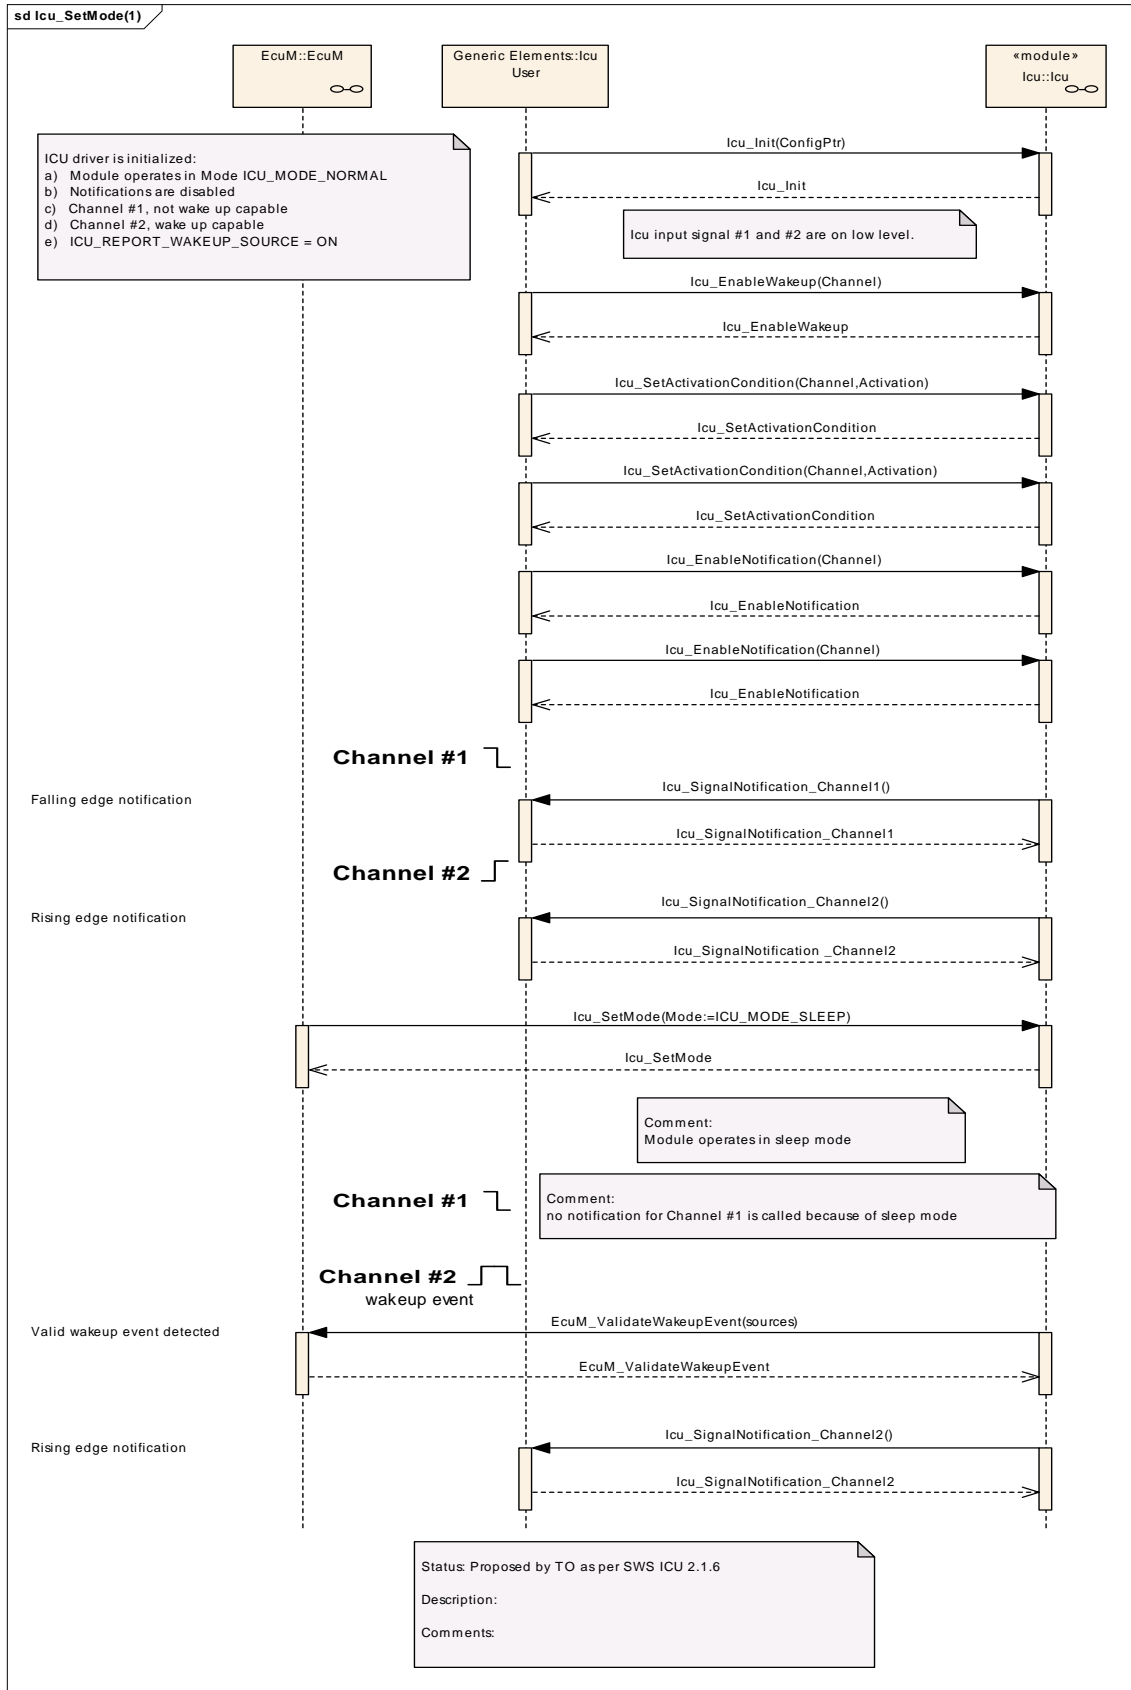 sd Icu_SetMode(1)
EcuM::EcuM
Generic Elements::Icu
User
«module»
Icu::Icu
ICU driver is initialized:
a) Module operates in Mode ICU_MODE_NORMAL
b) Notifications are disabled
c) Channel #1, not wake up capable
d) Channel #2, wake up capable
e) ICU_REPORT_WAKEUP_SOURCE = ON
Icu_Init(ConfigPtr)
Icu_Init
Icu input signal #1 and #2 are on low level.
Icu_EnableWakeup(Channel)
Icu_EnableWakeup
Icu_SetActivationCondition(Channel,Activation)
Icu_SetActivationCondition
Icu_SetActivationCondition(Channel,Activation)
Icu_SetActivationCondition
Icu_EnableNotification(Channel)
Icu_EnableNotification
Icu_EnableNotification(Channel)
Icu_EnableNotification
Channel #1
Icu_SignalNotification_Channel1()
Falling edge notification
Icu_SignalNotification_Channel1
Channel #2
Icu_SignalNotification_Channel2()
Rising edge notification
Icu_SignalNotification _Channel2
Icu_SetMode(Mode:=ICU_MODE_SLEEP)
Icu_SetMode
Comment:
Module operates in sleep mode
Channel #1
Comment:
no notification for Channel #1 is called because of sleep mode
Channel #2
wakeup event
EcuM_ValidateWakeupEvent(sources)
Valid wakeup event detected
EcuM_ValidateWakeupEvent
Icu_SignalNotification_Channel2()
Rising edge notification
Icu_SignalNotification_Channel2
Status: Proposed by TO as per SWS ICU 2.1.6
Description:
Comments: